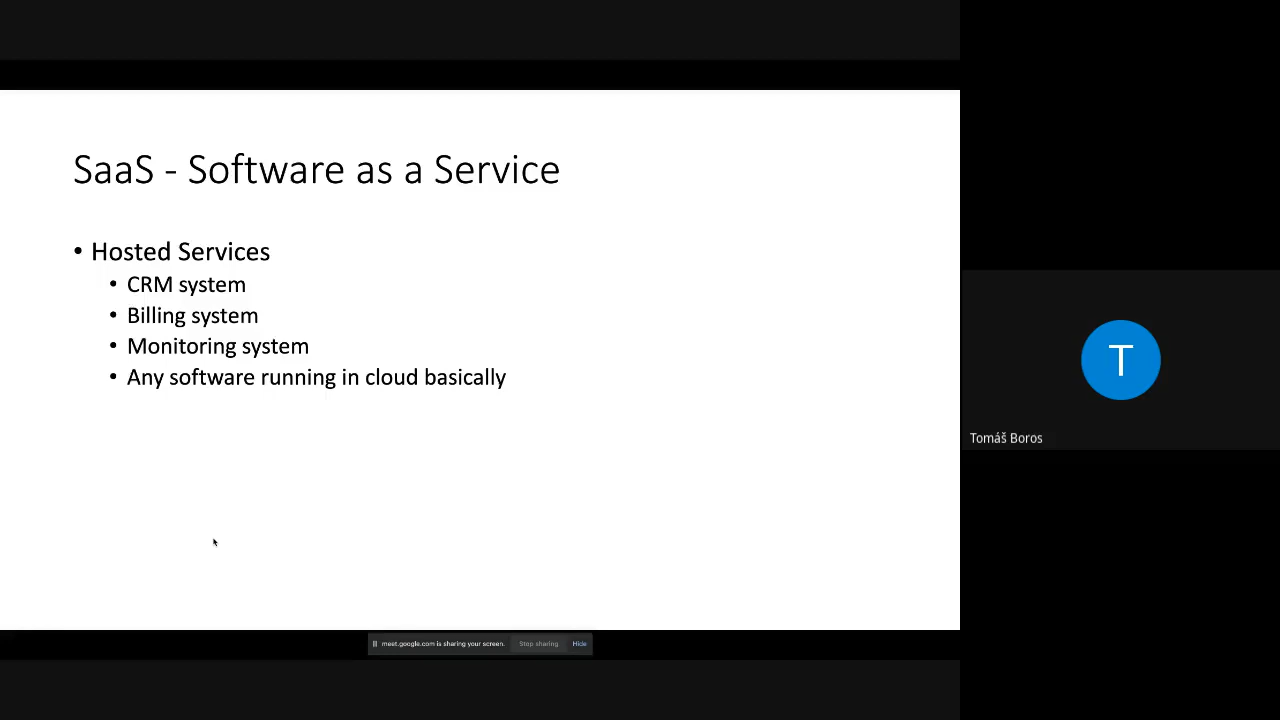 SaaS - Software as a Service
• Hosted Services
• CRM system
• Billing system
• Monitoring system
• Any software running in cloud basically
T
Tomáš Boros
meet.google.com is sharing your screen. Stop sharing Hide